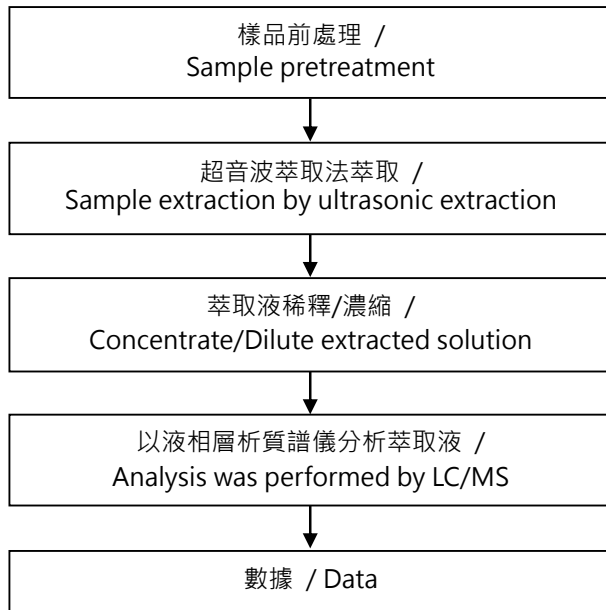 樣品前處理 /
Sample pretreatment
超音波萃取法萃取 /
Sample extraction by ultrasonic extraction
萃取液稀釋/濃縮 /
Concentrate/Dilute extracted solution
以液相層析質譜儀分析萃取液 /
Analysis was performed by LC/MS
數據 / Data